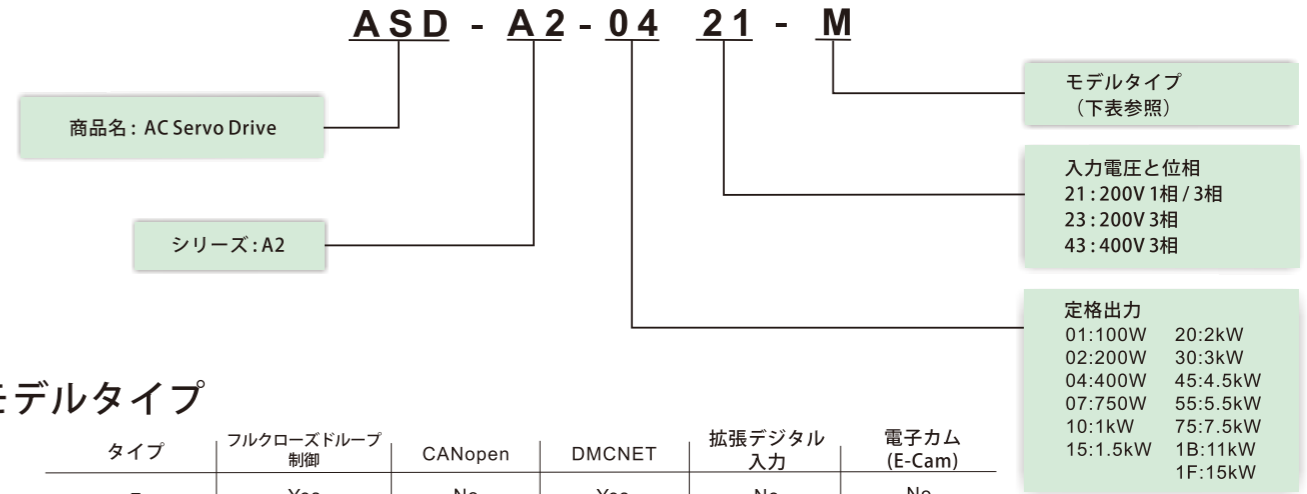 ASD - A2 - 04 21 - M
商品名 : AC Servo Drive
シリーズ : A2
モデルタイプ
（下表参照）
入力電圧と位相
21 : 200V 1相 / 3相
23 : 200V 3相
43 : 400V 3相
定格出力
01:100W 20:2kW
02:200W 30:3kW
04:400W 45:4.5kW
07:750W 55:5.5kW
10:1kW 75:7.5kW
15:1.5kW 1B:11kW
1F:15kW
モデルタイプ
タイプ フルクローズドループ制御 CANopen DMCNET 拡張デジタル入力 電子カム(E-Cam)
Yes No Yes No No